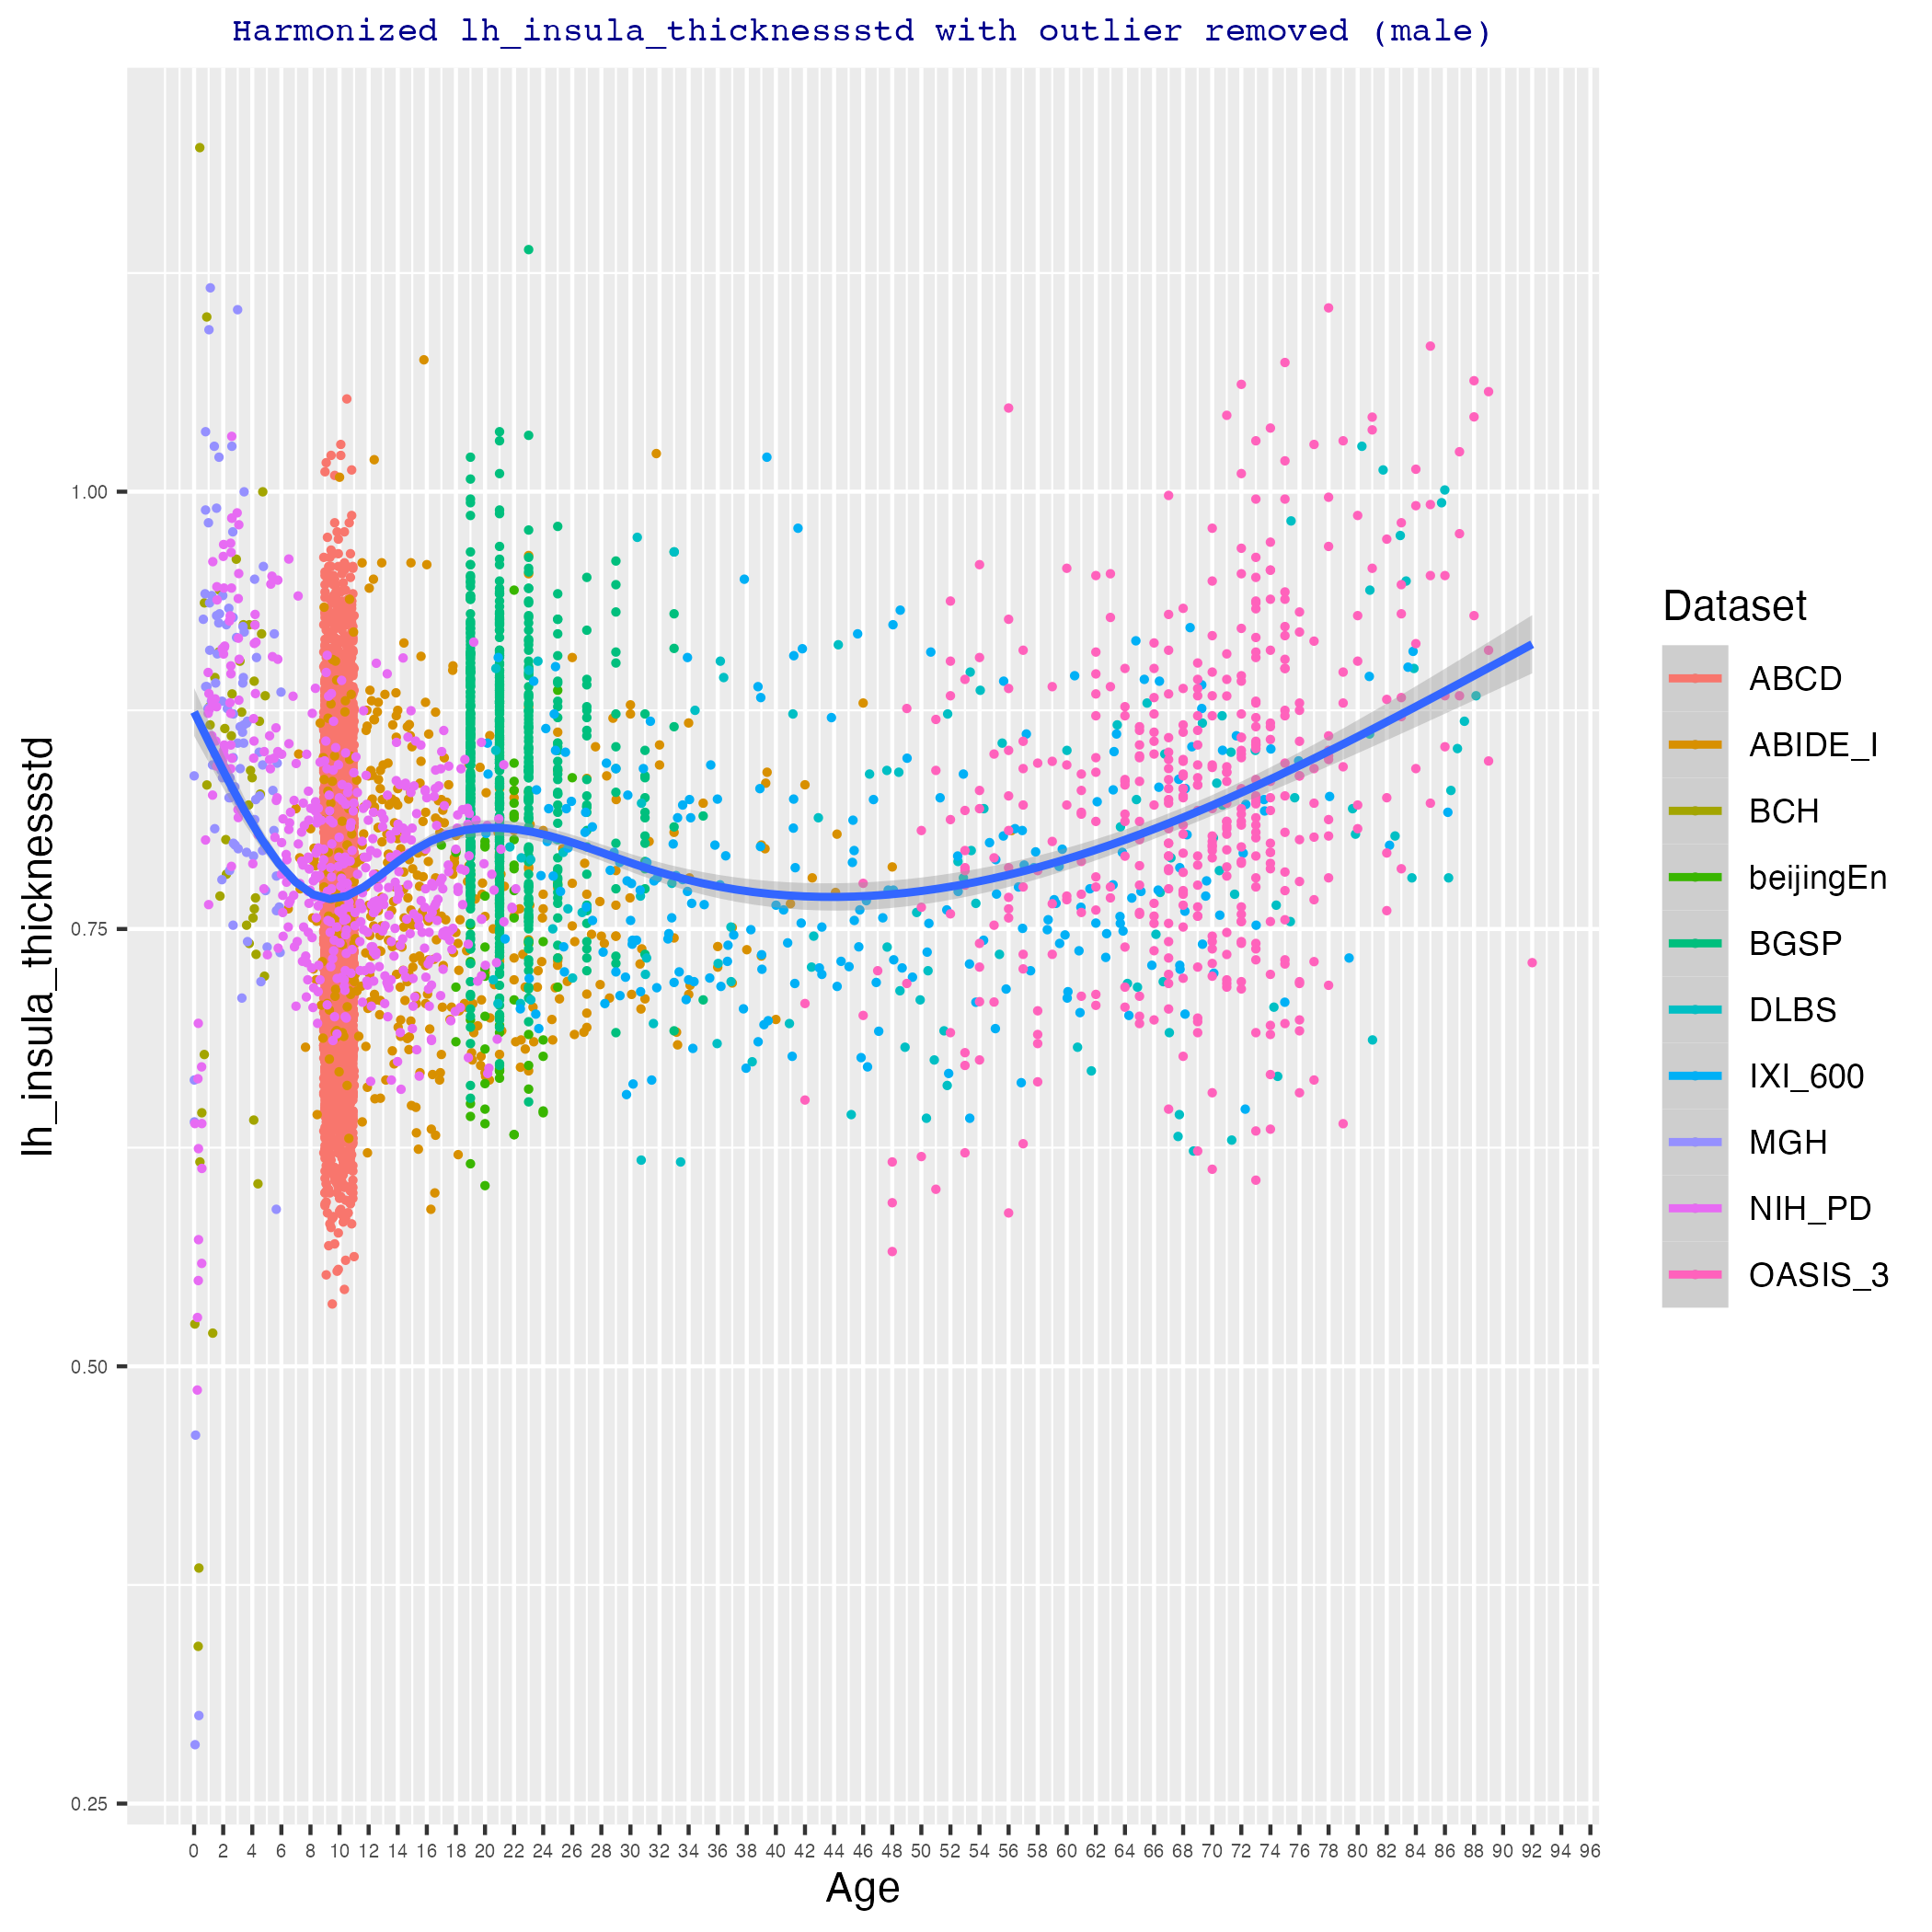 Harmonized lh_insula_thicknessstd with outlier removed (male)
lh_insula_thicknessstd
1.00
0.75
0.50
0.25
0 2 4 6 8 10 12 14 16 18 20 22 24 26 28 30 32 34 36 38 40 42 44 46 48 50 52 54 56 58 60 62 64 66 68 70 72 74 76 78 80 82 84 86 88 90 92 94 96
Age
Dataset
ABCD
ABIDE_I
BCH
beijingEn
BGSP
DLBS
IXI_600
MGH
NIH_PD
OASIS_3